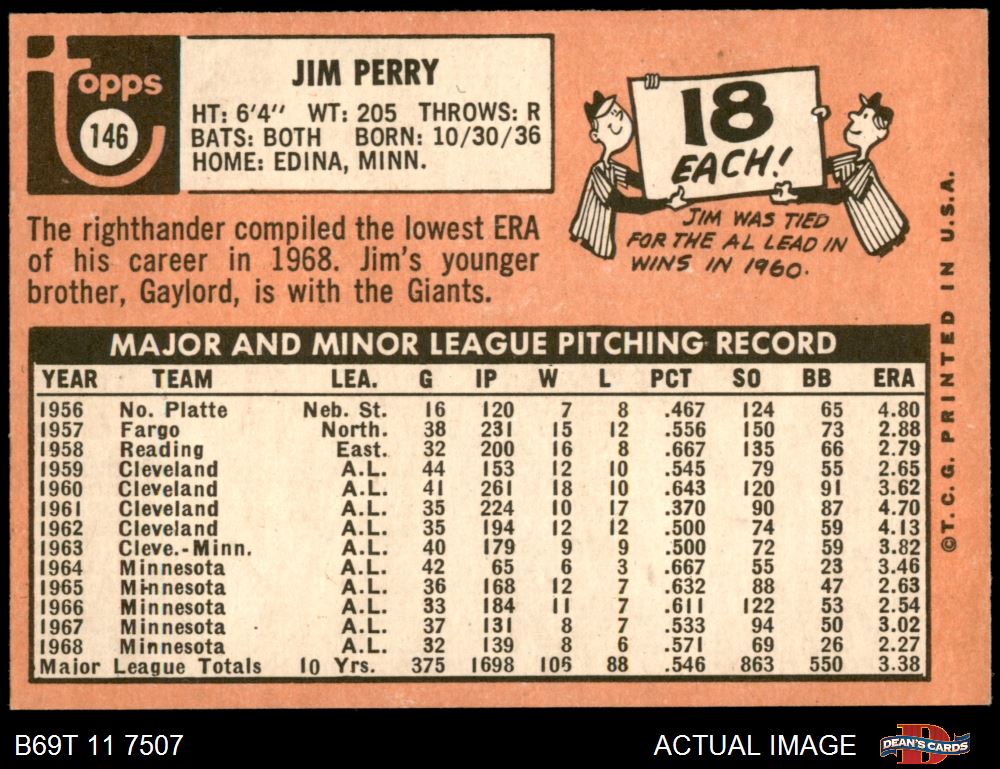 Topps
146
JIM PERRY
HT: 6'4" WT: 205 THROWS: R
BATS: BOTH BORN: 10/30/36
HOME: EDINA, MINN.
18
EACH!
JIM WAS TIED
FOR THE AL LEAD IN
WINS IN 1960.
The righthander compiled the lowest ERA
of his career in 1968. Jim's younger
brother, Gaylord, is with the Giants.
MAJOR AND MINOR LEAGUE PITCHING RECORD
YEAR TEAM LEA. G IP W L PCT SO BB ERA
1956 No. Platte Neb. St. 16 120 7 8 .467 124 65 4.80
1957 Fargo North. 38 231 15 12 .556 150 73 2.88
1958 Reading East. 32 200 16 8 .667 135 66 2.79
1959 Cleveland A.L. 44 153 12 10 .545 79 55 2.65
1960 Cleveland A.L. 41 261 18 10 .643 120 91 3.62
1961 Cleveland A.L. 35 224 10 17 .370 90 87 4.70
1962 Cleveland A.L. 35 194 12 12 .500 74 59 4.13
1963 Cleve.-Minn. A.L. 40 179 9 9 .500 72 59 3.82
1964 Minnesota A.L. 42 65 6 3 .667 55 23 3.46
1965 Minnesota A.L. 36 168 12 7 .632 88 47 2.63
1966 Minnesota A.L. 33 184 11 7 .611 122 53 2.54
1967 Minnesota A.L. 37 131 8 7 .533 94 50 3.02
1968 Minnesota A.L. 32 139 8 6 .571 69 26 2.27
Major League Totals 10 Yrs. 375 1698 106 88 .546 863 550 3.38
©T.C.G. PRINTED IN U.S.A.
B69T 11 7507
ACTUAL IMAGE
DEAN'S CARDS